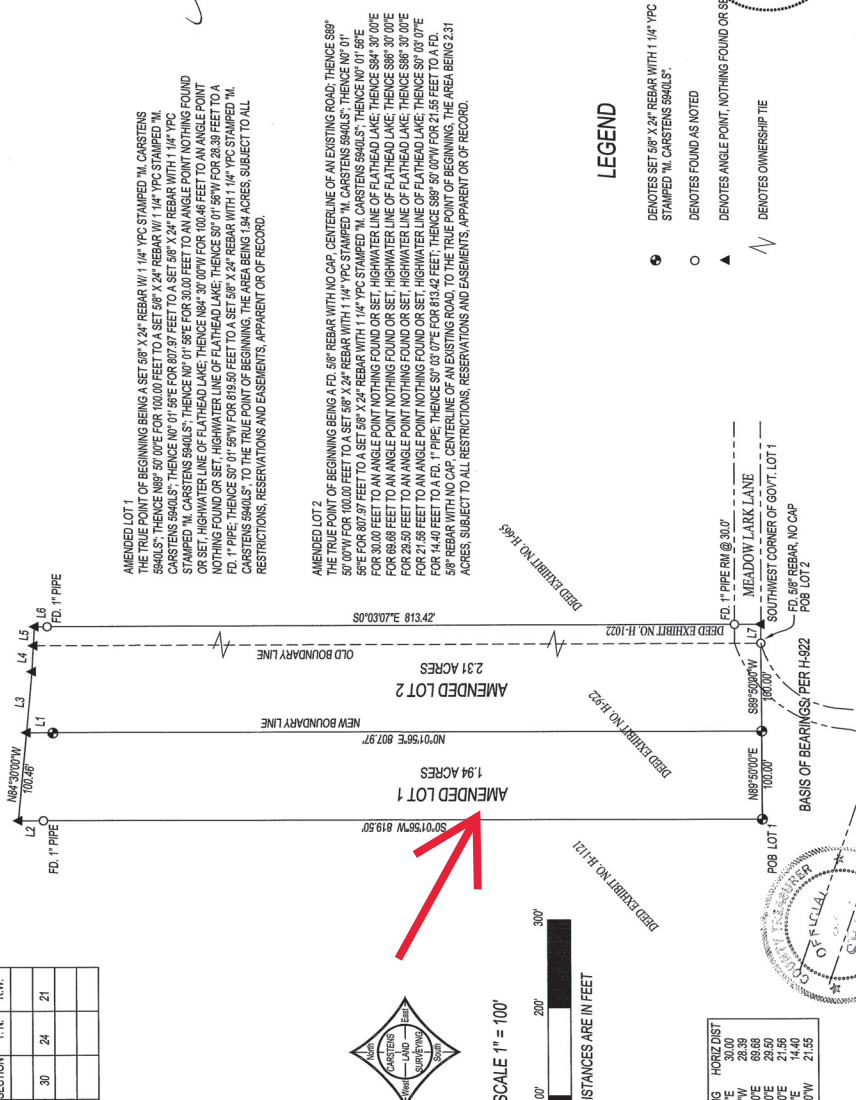 AMENDED LOT 1
THE TRUE POINT OF BEGINNING BEING A SET 5/8" X 24" REBAR W/ 1 1/4" YPC STAMPED "M. CARSTENS
5940LS"; THENCE N89° 50' 00"E FOR 100.00 FEET TO A SET 5/8" X 24" REBAR W/ 1 1/4" YPC STAMPED "M.
CARSTENS 5940LS"; THENCE N0° 01' 56"E FOR 807.97 FEET TO A SET 5/8" X 24" REBAR WITH 1 1/4" YPC
STAMPED "M. CARSTENS 5940LS"; THENCE N0° 01' 56"E FOR 30.00 FEET TO AN ANGLE POINT NOTHING FOUND
OR SET, HIGHWATER LINE OF FLATHEAD LAKE; THENCE N84° 30' 00"W FOR 100.46 FEET TO AN ANGLE POINT
NOTHING FOUND OR SET, HIGHWATER LINE OF FLATHEAD LAKE; THENCE S0° 01' 56"W FOR 28.39 FEET TO A
FD. 1" PIPE; THENCE S0° 01' 56"W FOR 819.50 FEET TO A SET 5/8" X 24" REBAR WITH 1 1/4" YPC STAMPED "M.
CARSTENS 5940LS", TO THE TRUE POINT OF BEGINNING, THE AREA BEING 1.94 ACRES, SUBJECT TO ALL
RESTRICTIONS, RESERVATIONS AND EASEMENTS, APPARENT OR OF RECORD.
AMENDED LOT 2
THE TRUE POINT OF BEGINNING BEING A FD. 5/8" REBAR WITH NO CAP, CENTERLINE OF AN EXISTING ROAD; THENCE S89°
50' 00"W FOR 100.00 FEET TO A SET 5/8" X 24" REBAR WITH 1 1/4" YPC STAMPED "M. CARSTENS 5940LS"; THENCE N0° 01'
56"E FOR 807.97 FEET TO A SET 5/8" X 24" REBAR WITH 1 1/4" YPC STAMPED "M. CARSTENS 5940LS"; THENCE N0° 01' 56"E
FOR 30.00 FEET TO AN ANGLE POINT NOTHING FOUND OR SET, HIGHWATER LINE OF FLATHEAD LAKE; THENCE S84° 30' 00"E
FOR 69.68 FEET TO AN ANGLE POINT NOTHING FOUND OR SET, HIGHWATER LINE OF FLATHEAD LAKE; THENCE S86° 30' 00"E
FOR 29.50 FEET TO AN ANGLE POINT NOTHING FOUND OR SET, HIGHWATER LINE OF FLATHEAD LAKE; THENCE S86° 30' 00"E
FOR 21.56 FEET TO AN ANGLE POINT NOTHING FOUND OR SET, HIGHWATER LINE OF FLATHEAD LAKE; THENCE S0° 03' 07"E
FOR 14.40 FEET TO A FD. 1" PIPE; THENCE S0° 03' 07"E FOR 813.42 FEET; THENCE S89° 50' 00"W FOR 21.55 FEET TO A FD.
5/8" REBAR WITH NO CAP, CENTERLINE OF AN EXISTING ROAD, TO THE TRUE POINT OF BEGINNING, THE AREA BEING 2.31
ACRES, SUBJECT TO ALL RESTRICTIONS, RESERVATIONS AND EASEMENTS, APPARENT OR OF RECORD.
LEGEND
DENOTES SET 5/8" X 24" REBAR WITH 1 1/4" YPC
STAMPED "M. CARSTENS 5940LS".
DENOTES FOUND AS NOTED
DENOTES ANGLE POINT, NOTHING FOUND OR SE
DENOTES OWNERSHIP TIE
N84°30'00"W
100.46'
L1
L2
L3
L4
L5
L6
L7
FD. 1" PIPE
FD. 1" PIPE
S0°01'56"W 819.50'
AMENDED LOT 1
1.94 ACRES
N0°01'56"E 807.97'
NEW BOUNDARY LINE
AMENDED LOT 2
2.31 ACRES
OLD BOUNDARY LINE
S0°03'07"E 813.42'
DEED EXHIBIT NO. H-665
DEED EXHIBIT NO. H-1022
DEED EXHIBIT NO. H-922
DEED EXHIBIT NO. H-1121
FD. 1" PIPE RM @ 30.0'
MEADOW LARK LANE
SOUTHWEST CORNER OF GOVT. LOT 1
FD. 5/8" REBAR, NO CAP
POB LOT 2
S89°50'00"W
100.00'
N89°50'00"E
100.00'
BASIS OF BEARINGS PER H-922
POB LOT 1
COUNTY TREASURER
OFFICIAL
SECTION T. N. R.W.
30 24 21
North
West
East
South
CARSTENS
LAND
SURVEYING
SCALE 1" = 100'
200' 300'
ISTANCES ARE IN FEET
HORIZ DIST
30.00
28.39
69.68
29.50
21.56
14.40
21.55